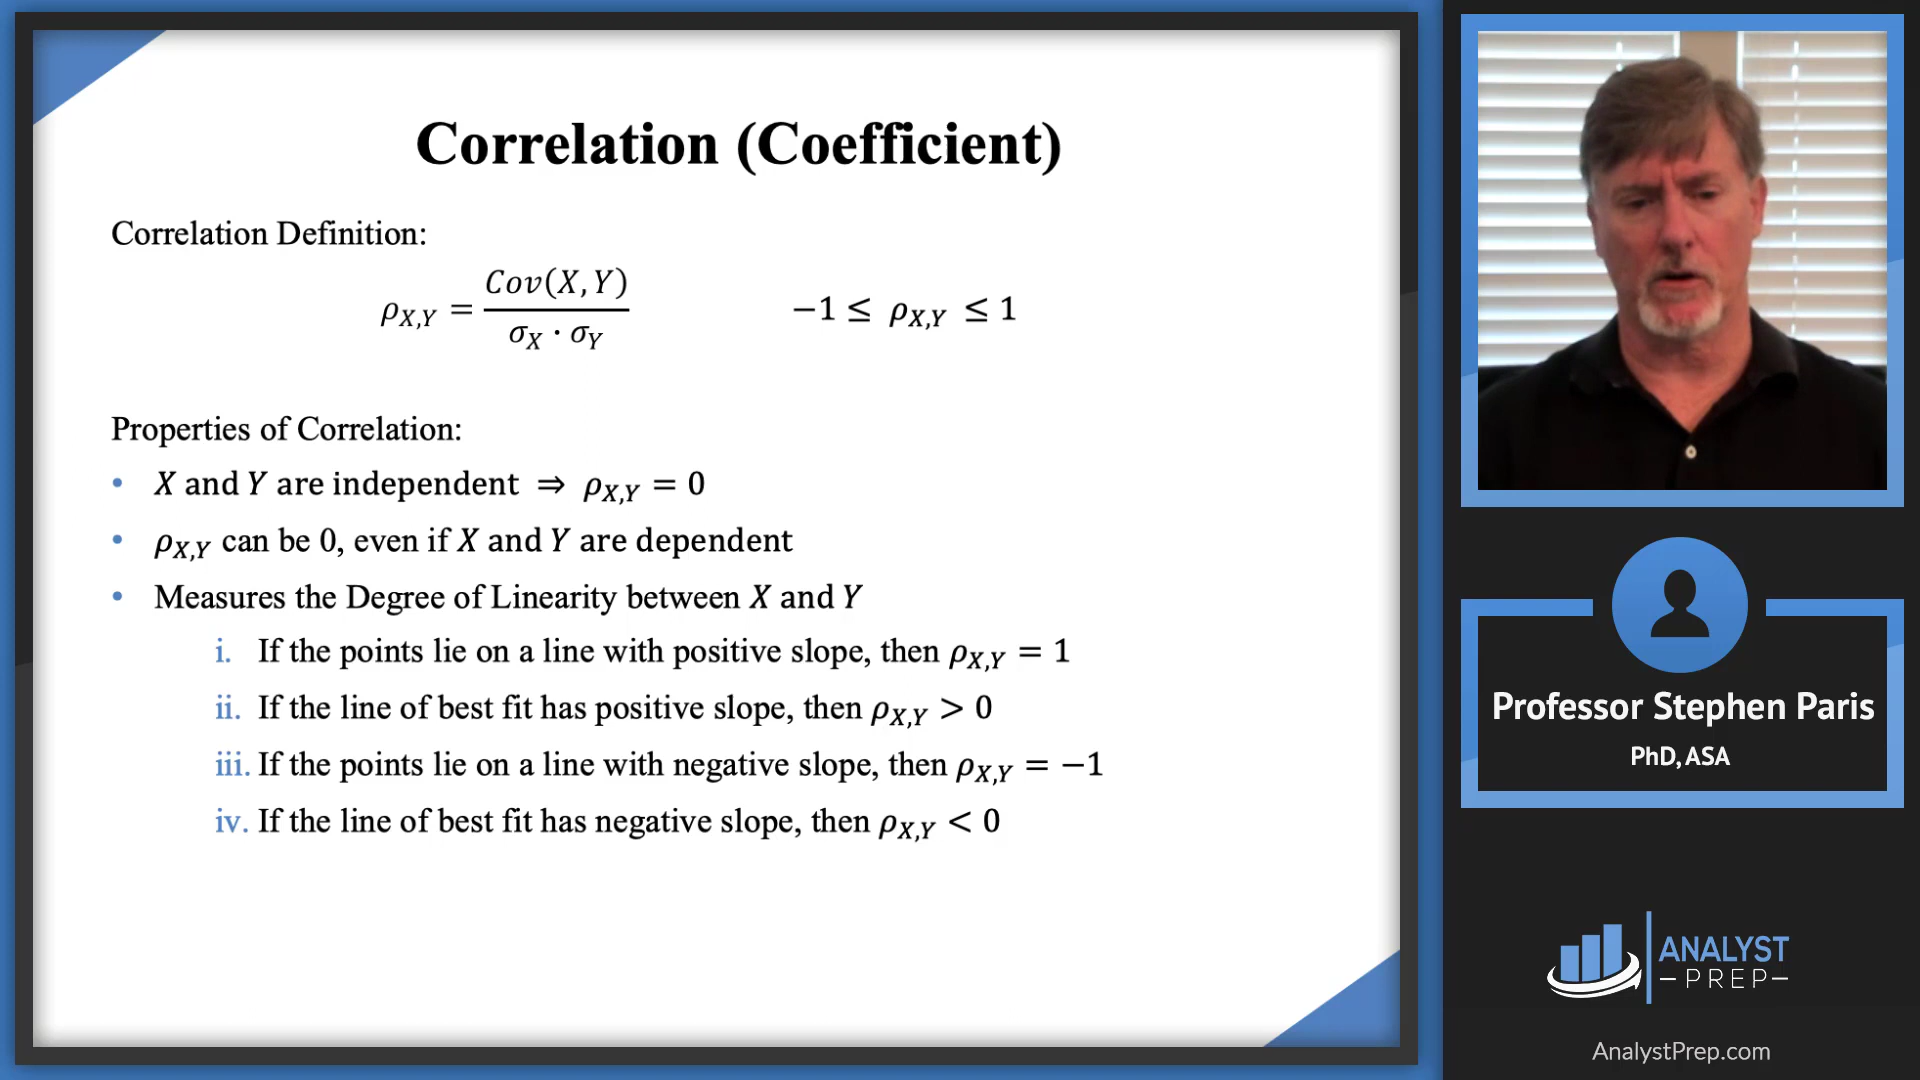 Correlation (Coefficient)
Correlation Definition:
ρX,Y = Cov(X, Y) / σX · σY
−1 ≤ ρX,Y ≤ 1
Properties of Correlation:
• X and Y are independent ⇒ ρX,Y = 0
• ρX,Y can be 0, even if X and Y are dependent
• Measures the Degree of Linearity between X and Y
i. If the points lie on a line with positive slope, then ρX,Y = 1
ii. If the line of best fit has positive slope, then ρX,Y > 0
iii. If the points lie on a line with negative slope, then ρX,Y = −1
iv. If the line of best fit has negative slope, then ρX,Y < 0
Professor Stephen Paris
PhD, ASA
ANALYST
PREP
AnalystPrep.com